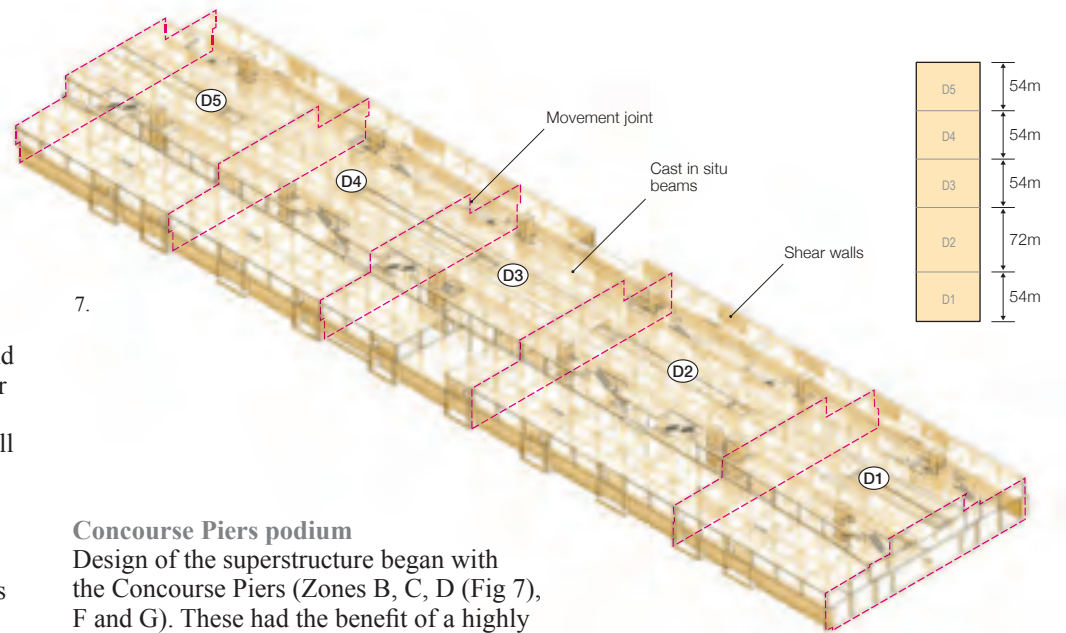 D5
D4
D3
D2
D1
Movement joint
Cast in situ
beams
Shear walls
D5
54m
D4
54m
D3
54m
D2
72m
D1
54m
7.
r
ll
s
Concourse Piers podium
Design of the superstructure began with
the Concourse Piers (Zones B, C, D (Fig 7),
F and G). These had the benefit of a highly